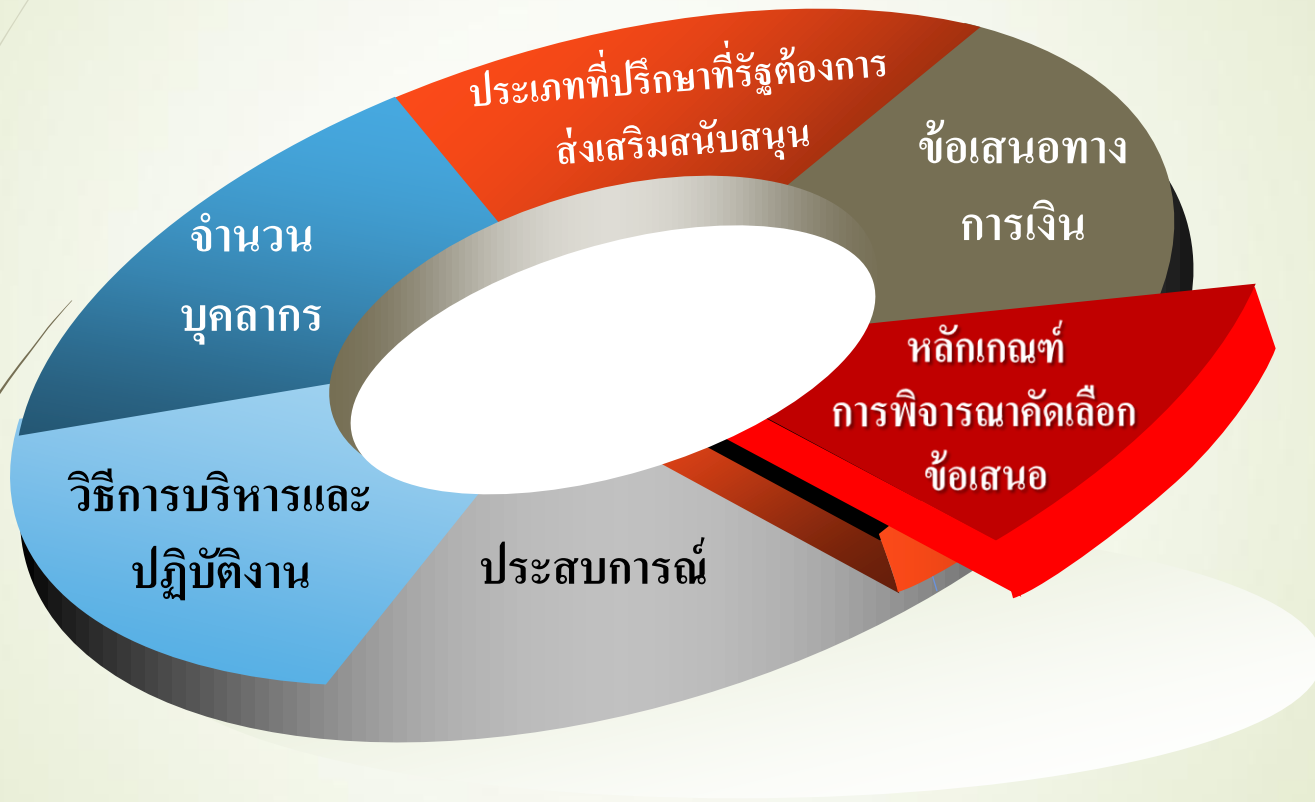 ประเภทที่ปรึกษาที่รัฐต้องการ
ส่งเสริมสนับสนุน
ข้อเสนอทาง
การเงิน
จำนวน
บุคลากร
หลักเกณฑ์
การพิจารณาคัดเลือก
ข้อเสนอ
วิธีการบริหารและ
ปฏิบัติงาน
ประสบการณ์